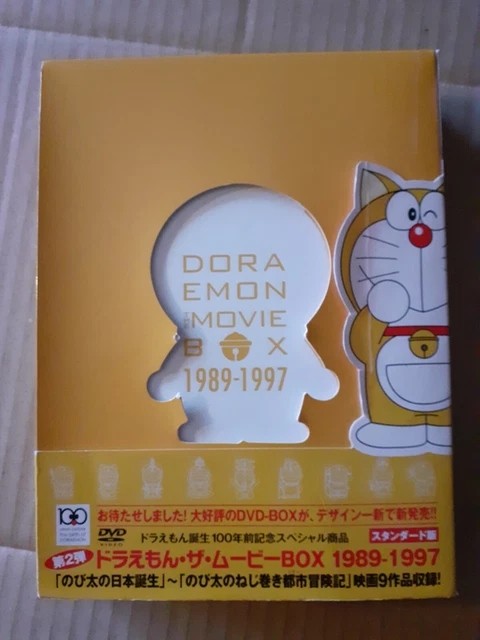 DORA
EMON
THE MOVIE
BOX
1989-1997
お待たせしました！大好評のDVD-BOXが、デザイン一新で新発売!!
DVD
VIDEO
ドラえもん誕生100年前記念スペシャル商品
スタンダード版
第2弾
ドラえもん・ザ・ムービーBOX 1989-1997
「のび太の日本誕生」～「のび太のねじ巻き都市冒険記」映画9作品収録！